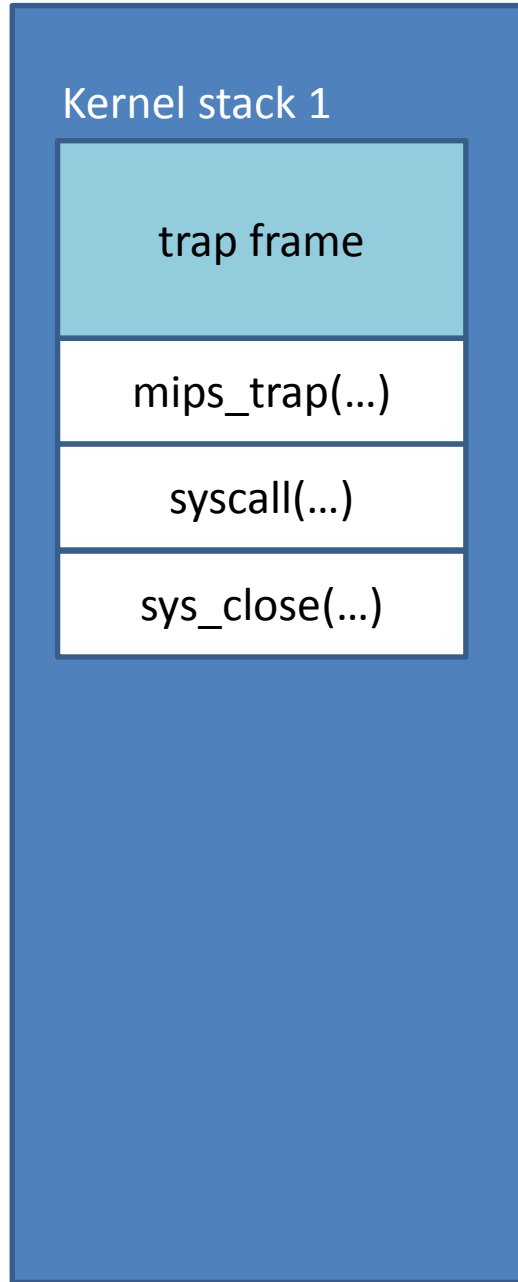 Kernel stack 1
trap frame
mips_trap(…)
syscall(…)
sys_close(…)